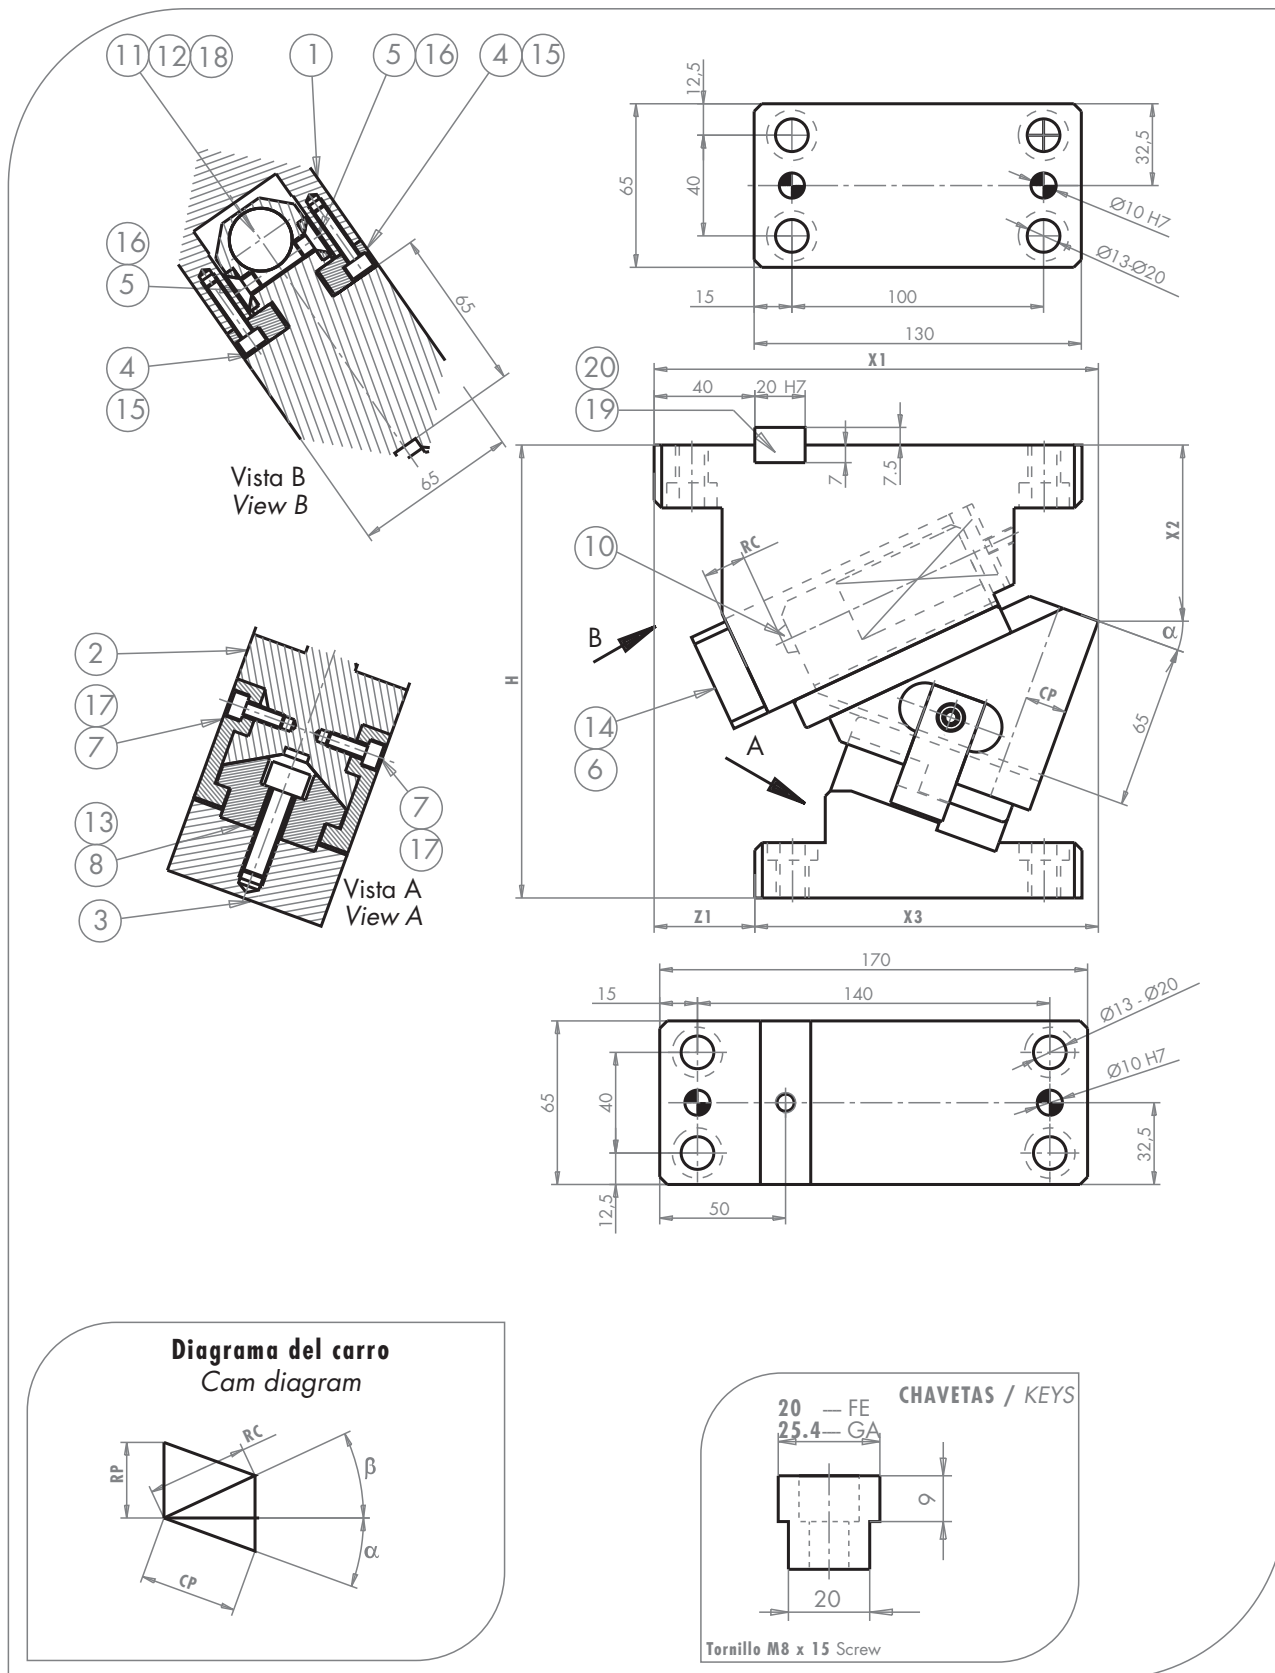 11 12 18 1 5 16 4 15
16
5
4
15
65
65
Vista B
View B
12,5
65
40
32,5
Ø10 H7
Ø13-Ø20
15
100
130
X1
20
19
40
20 H7
7
7.5
X2
10
RC
B
H
α
CP
65
14
6
A
Z1
X3
2
17
7
13
8
3
7
17
Vista A
View A
170
15
140
Ø13 - Ø20
Ø10 H7
65
40
32,5
12,5
50
Diagrama del carro
Cam diagram
RP
RC
β
α
CP
CHAVETAS / KEYS
20 — FE
25.4 — GA
9
20
Tornillo M8 x 15 Screw